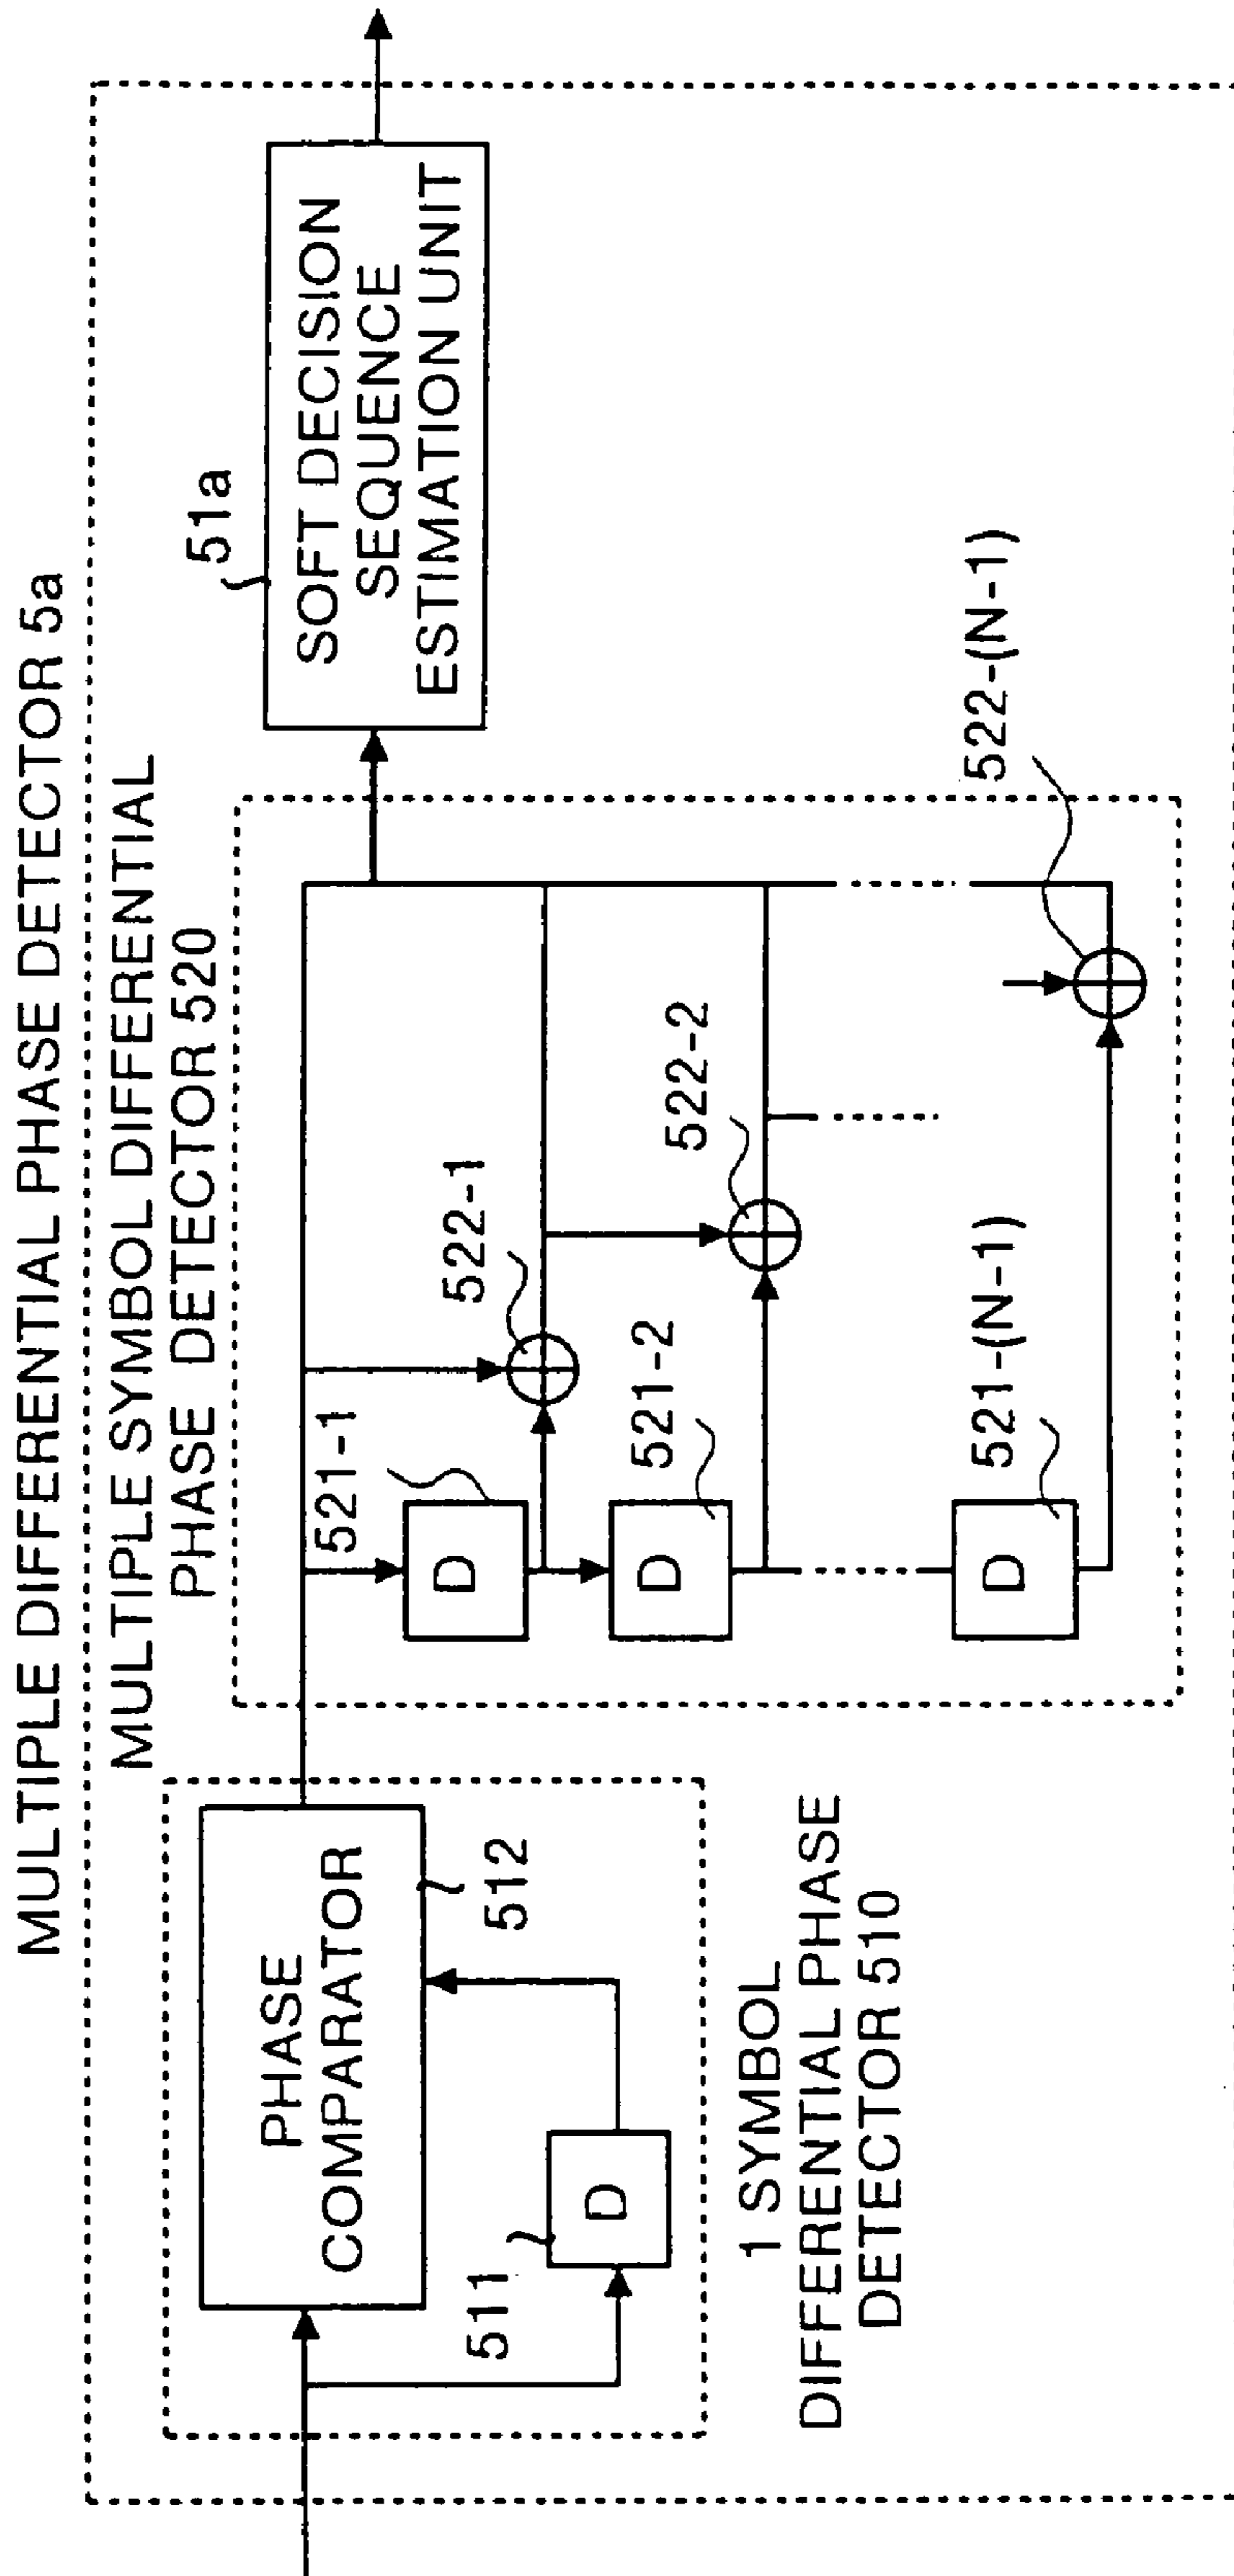 MULTIPLE DIFFERENTIAL PHASE DETECTOR 5a
MULTIPLE SYMBOL DIFFERENTIAL
PHASE DETECTOR 520
PHASE
COMPARATOR
512
511
D
1 SYMBOL
DIFFERENTIAL PHASE
DETECTOR 510
521-1
D
522-1
521-2
D
522-2
521-(N-1)
D
522-(N-1)
51a
SOFT DECISION
SEQUENCE
ESTIMATION UNIT